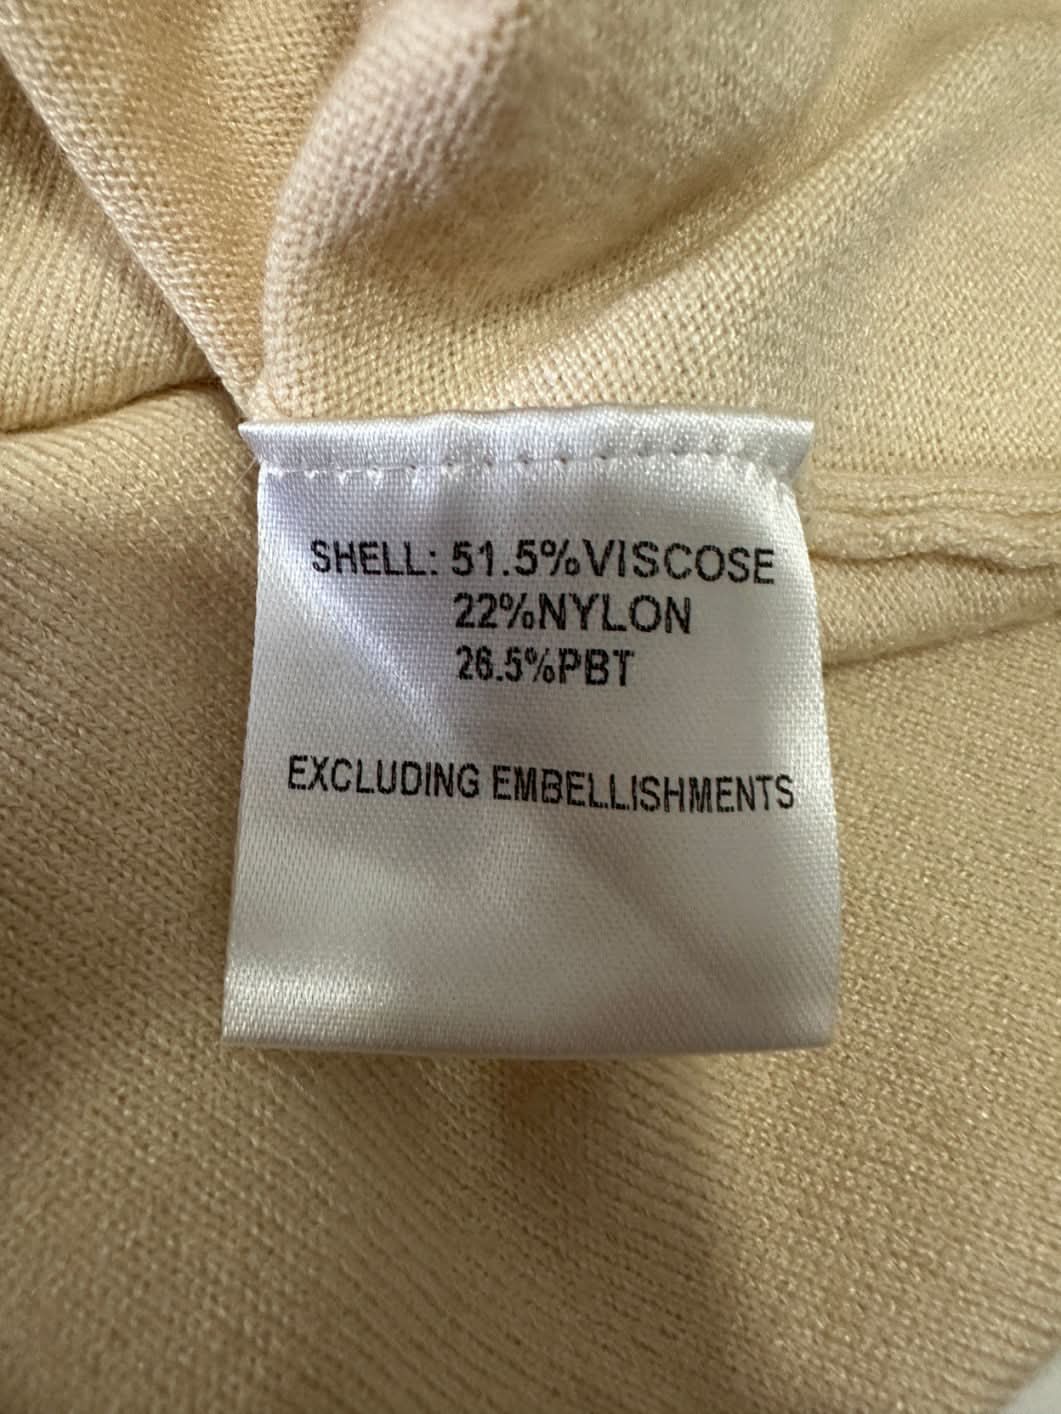 SHELL: 51.5%VISCOSE
22%NYLON
26.5%PBT
EXCLUDING EMBELLISHMENTS